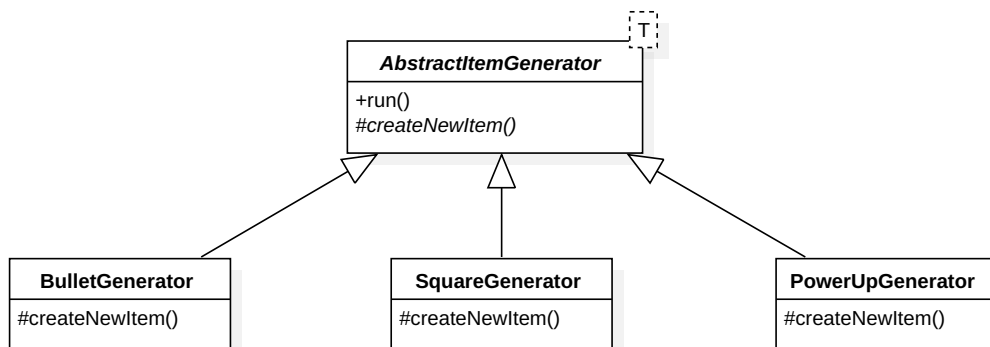 T
AbstractItemGenerator
+run()
#createNewItem()
BulletGenerator
#createNewItem()
SquareGenerator
#createNewItem()
PowerUpGenerator
#createNewItem()